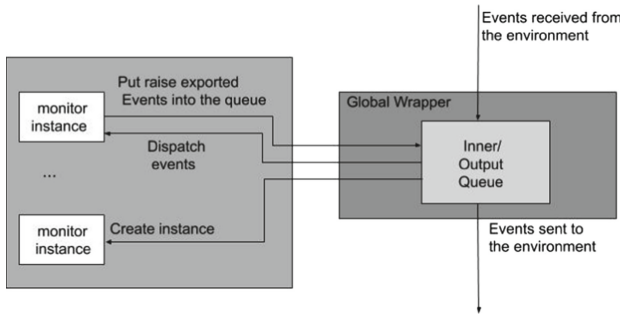 Events received from
the environment
Put raise exported
Events into the queue
monitor
instance
Global Wrapper
Dispatch
events
Inner/
Output
Queue
...
Create instance
monitor
instance
Events sent to
the environment